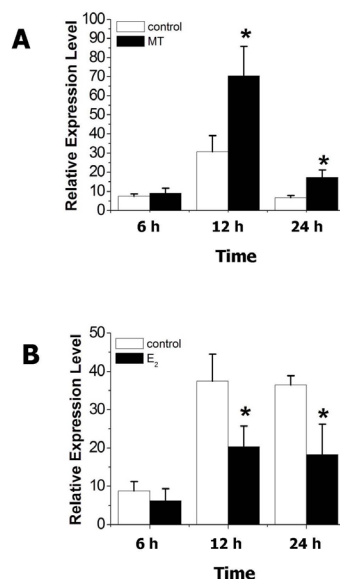 A
control
MT
Relative Expression Level
100
90
80
70
60
50
40
30
20
10
0
*
*
6 h
12 h
24 h
Time
B
control
E₂
Relative Expression Level
50
40
30
20
10
0
*
*
6 h
12 h
24 h
Time